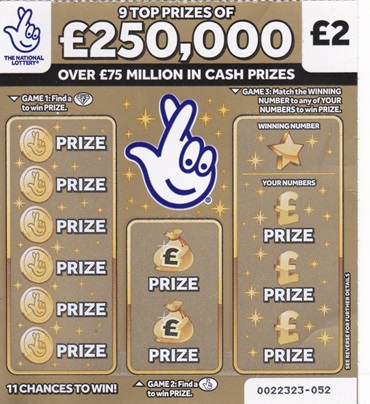 9 TOP PRIZES OF
£250,000
£2
THE NATIONAL
LOTTERY®
OVER £75 MILLION IN CASH PRIZES
GAME 1: Find a
to win PRIZE.
PRIZE
PRIZE
PRIZE
PRIZE
PRIZE
PRIZE
£
PRIZE
£
PRIZE
GAME 3: Match the WINNING
NUMBER to any of YOUR
NUMBERS to win PRIZE.
WINNING NUMBER
YOUR NUMBERS
£
PRIZE
£
PRIZE
£
PRIZE
SEE REVERSE FOR FURTHER DETAILS
11 CHANCES TO WIN!
GAME 2: Find a
to win PRIZE.
0022323-052